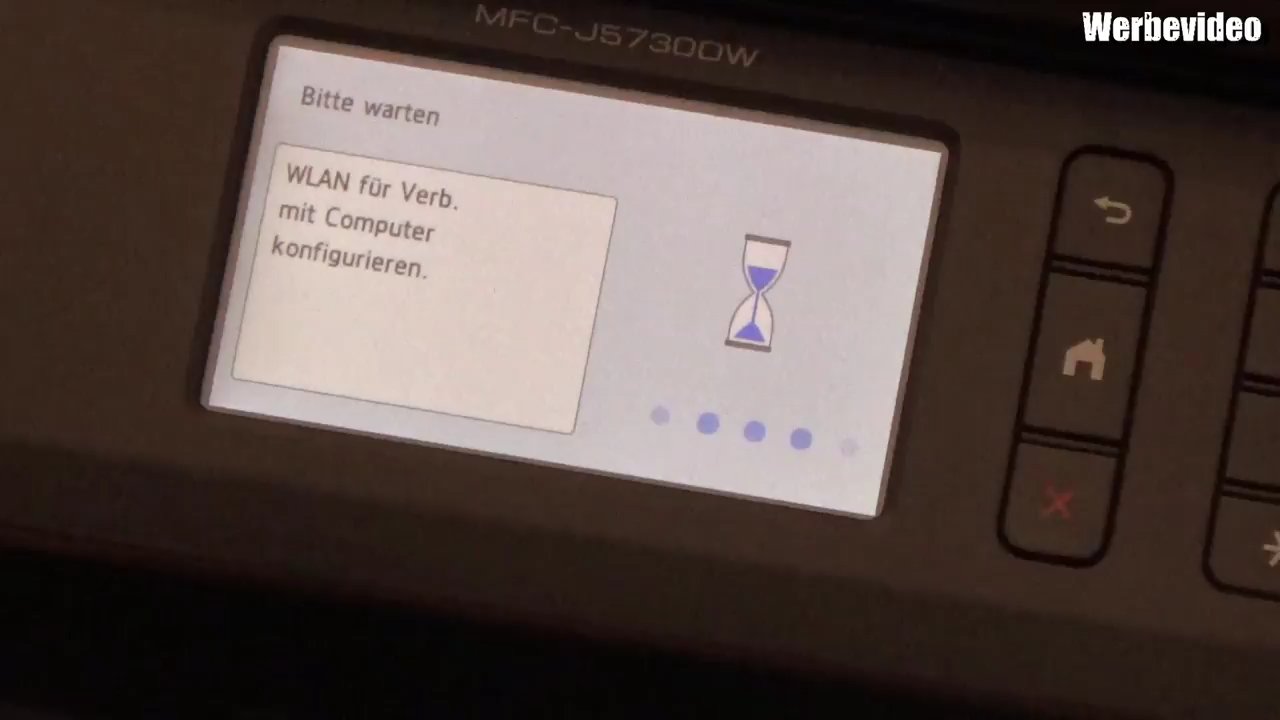 Werbevideo
MFC-J5730DW
Bitte warten
WLAN für Verb.
mit Computer
konfigurieren.